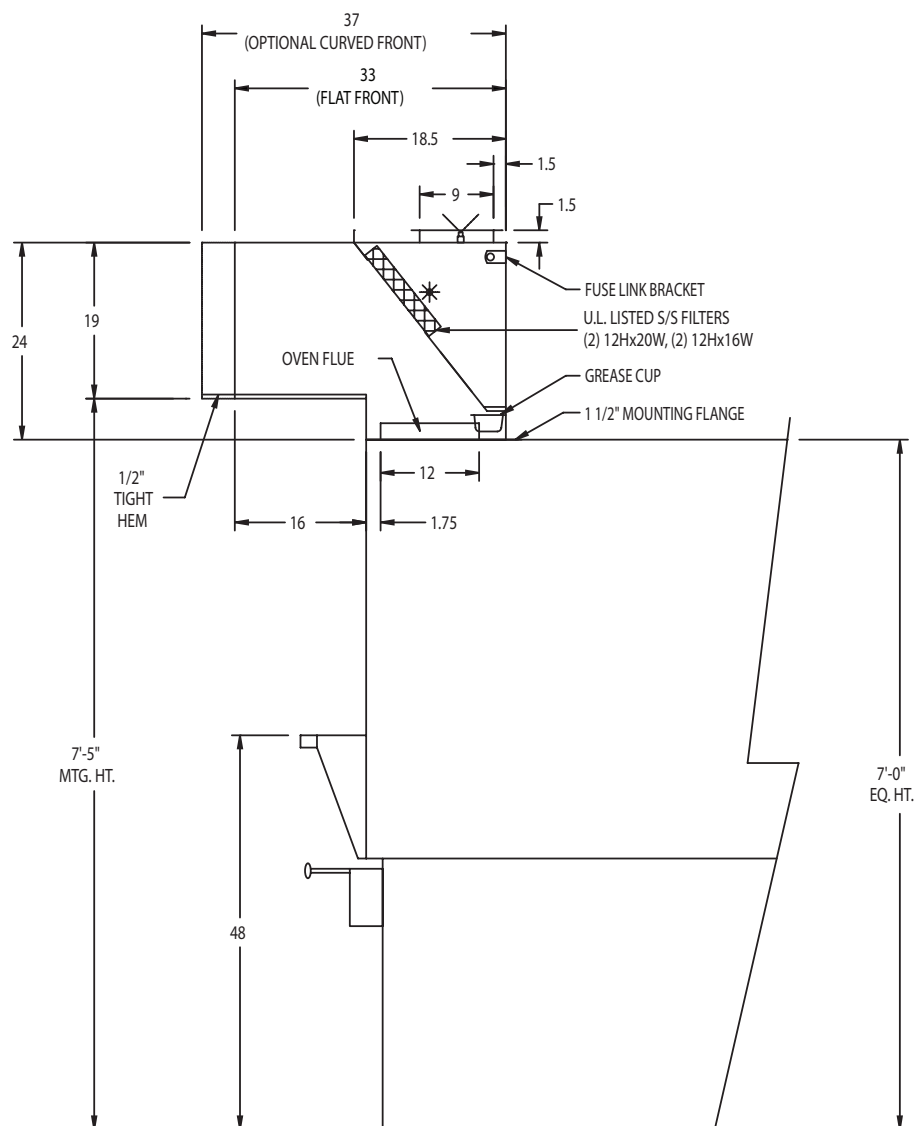 37
(OPTIONAL CURVED FRONT)
33
(FLAT FRONT)
18.5
1.5
9
1.5
19
24
FUSE LINK BRACKET
U.L. LISTED S/S FILTERS
(2) 12Hx20W, (2) 12Hx16W
OVEN FLUE
GREASE CUP
1 1/2" MOUNTING FLANGE
12
1/2"
TIGHT
HEM
16
1.75
7'-5"
MTG. HT.
7'-0"
EQ. HT.
48